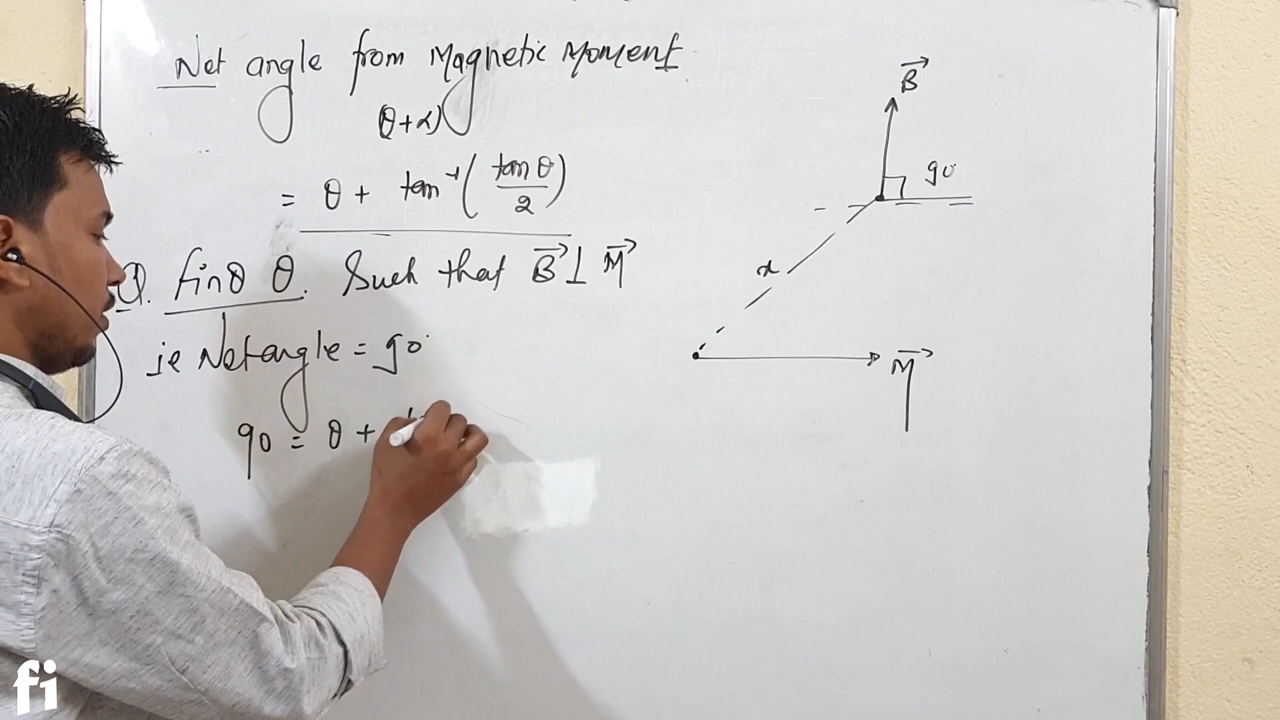 Net angle from Magnetic Moment
(θ+α)
= θ + tan⁻¹(tanθ/2)
Q. find θ. Such that B⃗ ⊥ M⃗
ie Net angle = 90°
90 = θ + t
B⃗
90
M⃗
fi